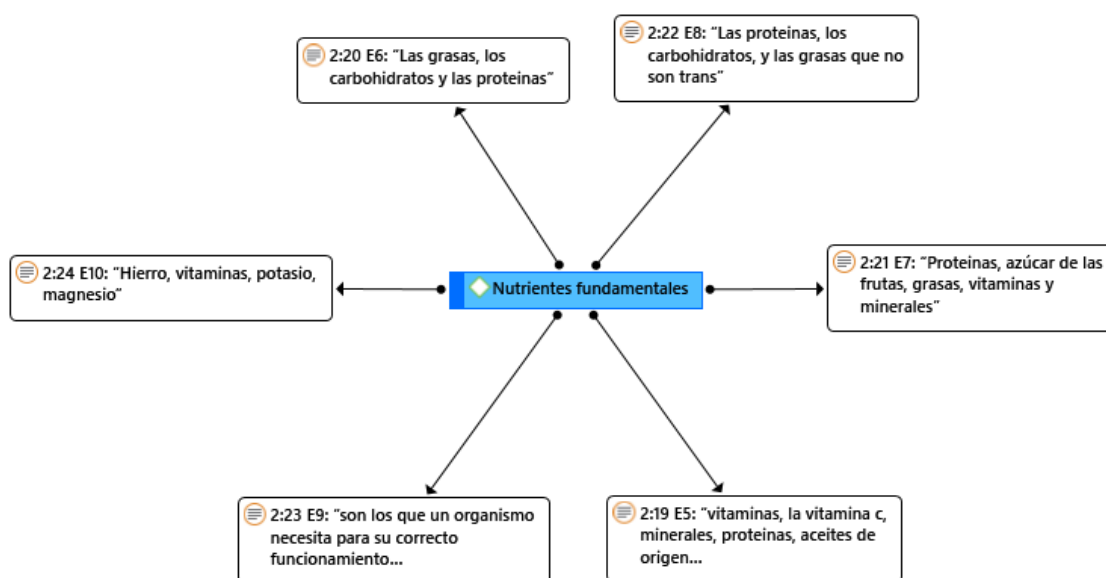 2:20 E6: "Las grasas, los
carbohidratos y las proteinas"
2:22 E8: "Las proteinas, los
carbohidratos, y las grasas que no
son trans"
2:24 E10: "Hierro, vitaminas, potasio,
magnesio"
Nutrientes fundamentales
2:21 E7: "Proteinas, azúcar de las
frutas, grasas, vitaminas y
minerales"
2:23 E9: "son los que un organismo
necesita para su correcto
funcionamiento...
2:19 E5: "vitaminas, la vitamina c,
minerales, proteinas, aceites de
origen...